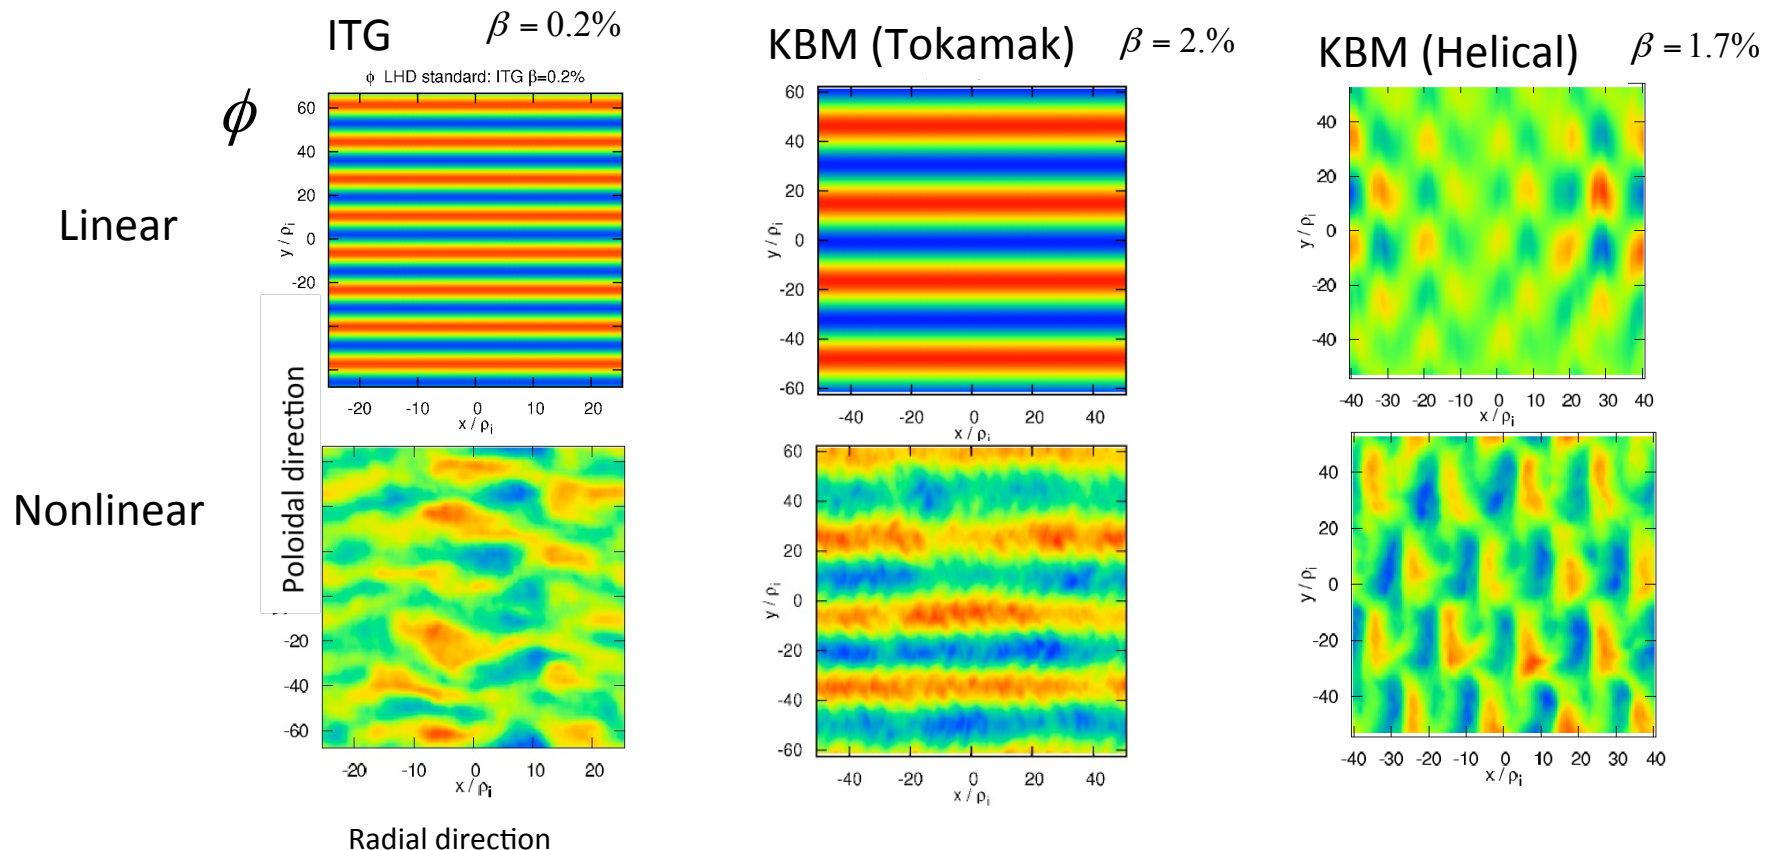 ITG
β = 0.2%
KBM (Tokamak)
β = 2.%
KBM (Helical)
β = 1.7%
ϕ LHD standard: ITG β=0.2%
ϕ
Linear
Nonlinear
60
40
20
0
-20
y / ρi
-20 -10 0 10 20
x / ρi
60
40
20
0
-20
-40
-60
y / ρi
-40 -20 0 20 40
x / ρi
40
20
0
-20
-40
y / ρi
-40 -30 -20 -10 0 10 20 30 40
x / ρi
Poloidal direction
-20
-40
-60
-20 -10 0 10 20
x / ρi
Radial direction
60
40
20
0
-20
-40
-60
y / ρi
-40 -20 0 20 40
x / ρi
40
20
0
-20
-40
y / ρi
-40 -30 -20 -10 0 10 20 30 40
x / ρi